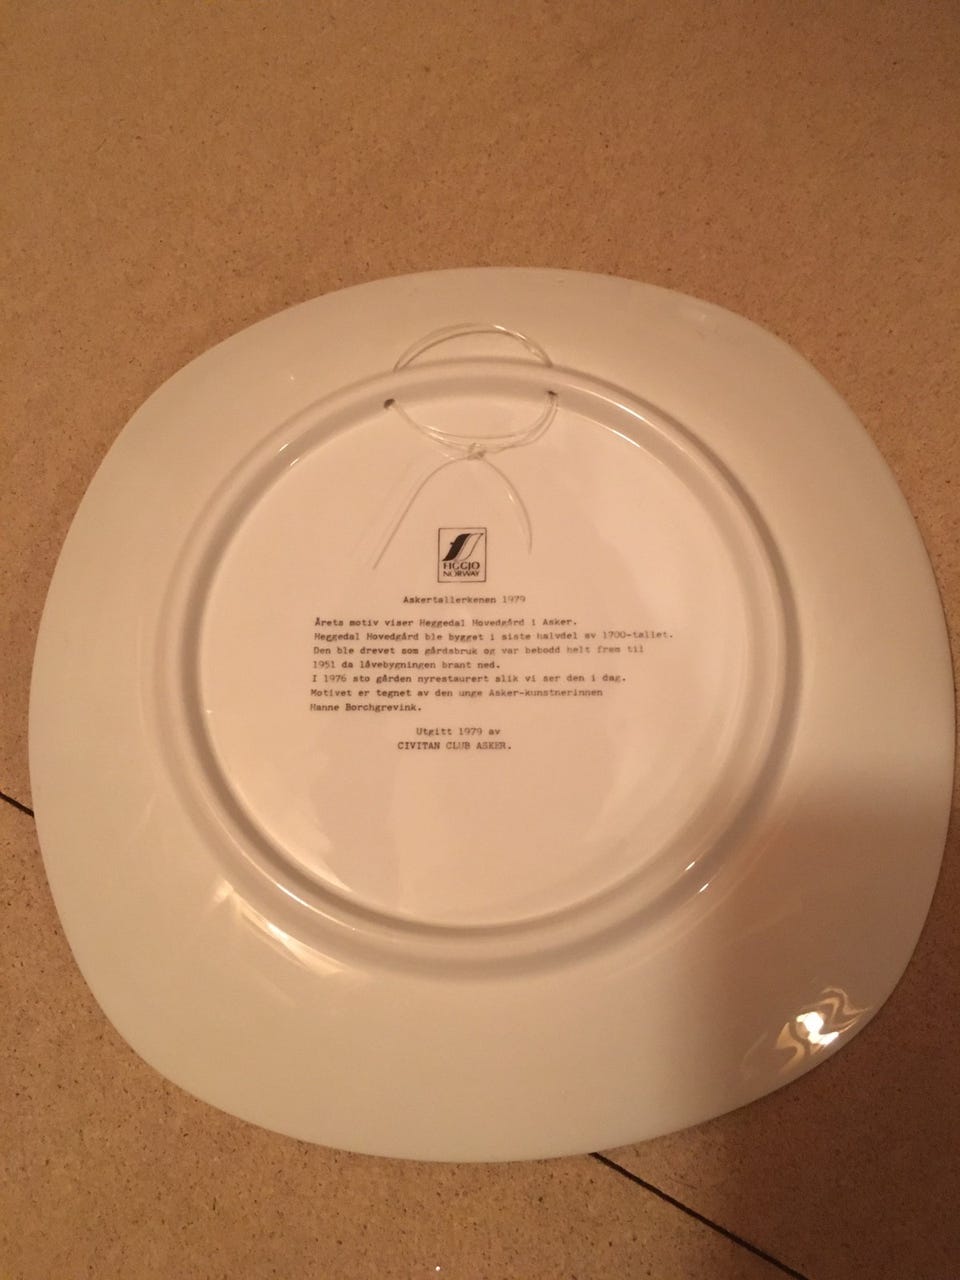 FIGGJO
NORWAY
Askertallerkenen 1979
Årets motiv viser Heggedal Hovedgård i Asker.
Heggedal Hovedgård ble bygget i siste halvdel av 1700-tallet.
Den ble drevet som gårdsbruk og var bebodd helt frem til
1951 da låvebygningen brant ned.
I 1976 sto gården nyrestaurert slik vi ser den i dag.
Motivet er tegnet av den unge Asker-kunstnerinnen
Hanne Borchgrevink.
Utgitt 1979 av
CIVITAN CLUB ASKER.